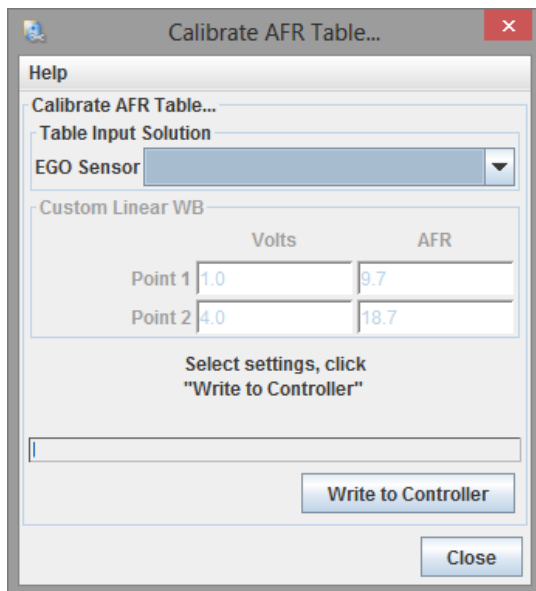 Calibrate AFR Table...
Help
Calibrate AFR Table...
Table Input Solution
EGO Sensor
Custom Linear WB
Volts AFR
Point 1 1.0 9.7
Point 2 4.0 18.7
Select settings, click
"Write to Controller"
Write to Controller
Close